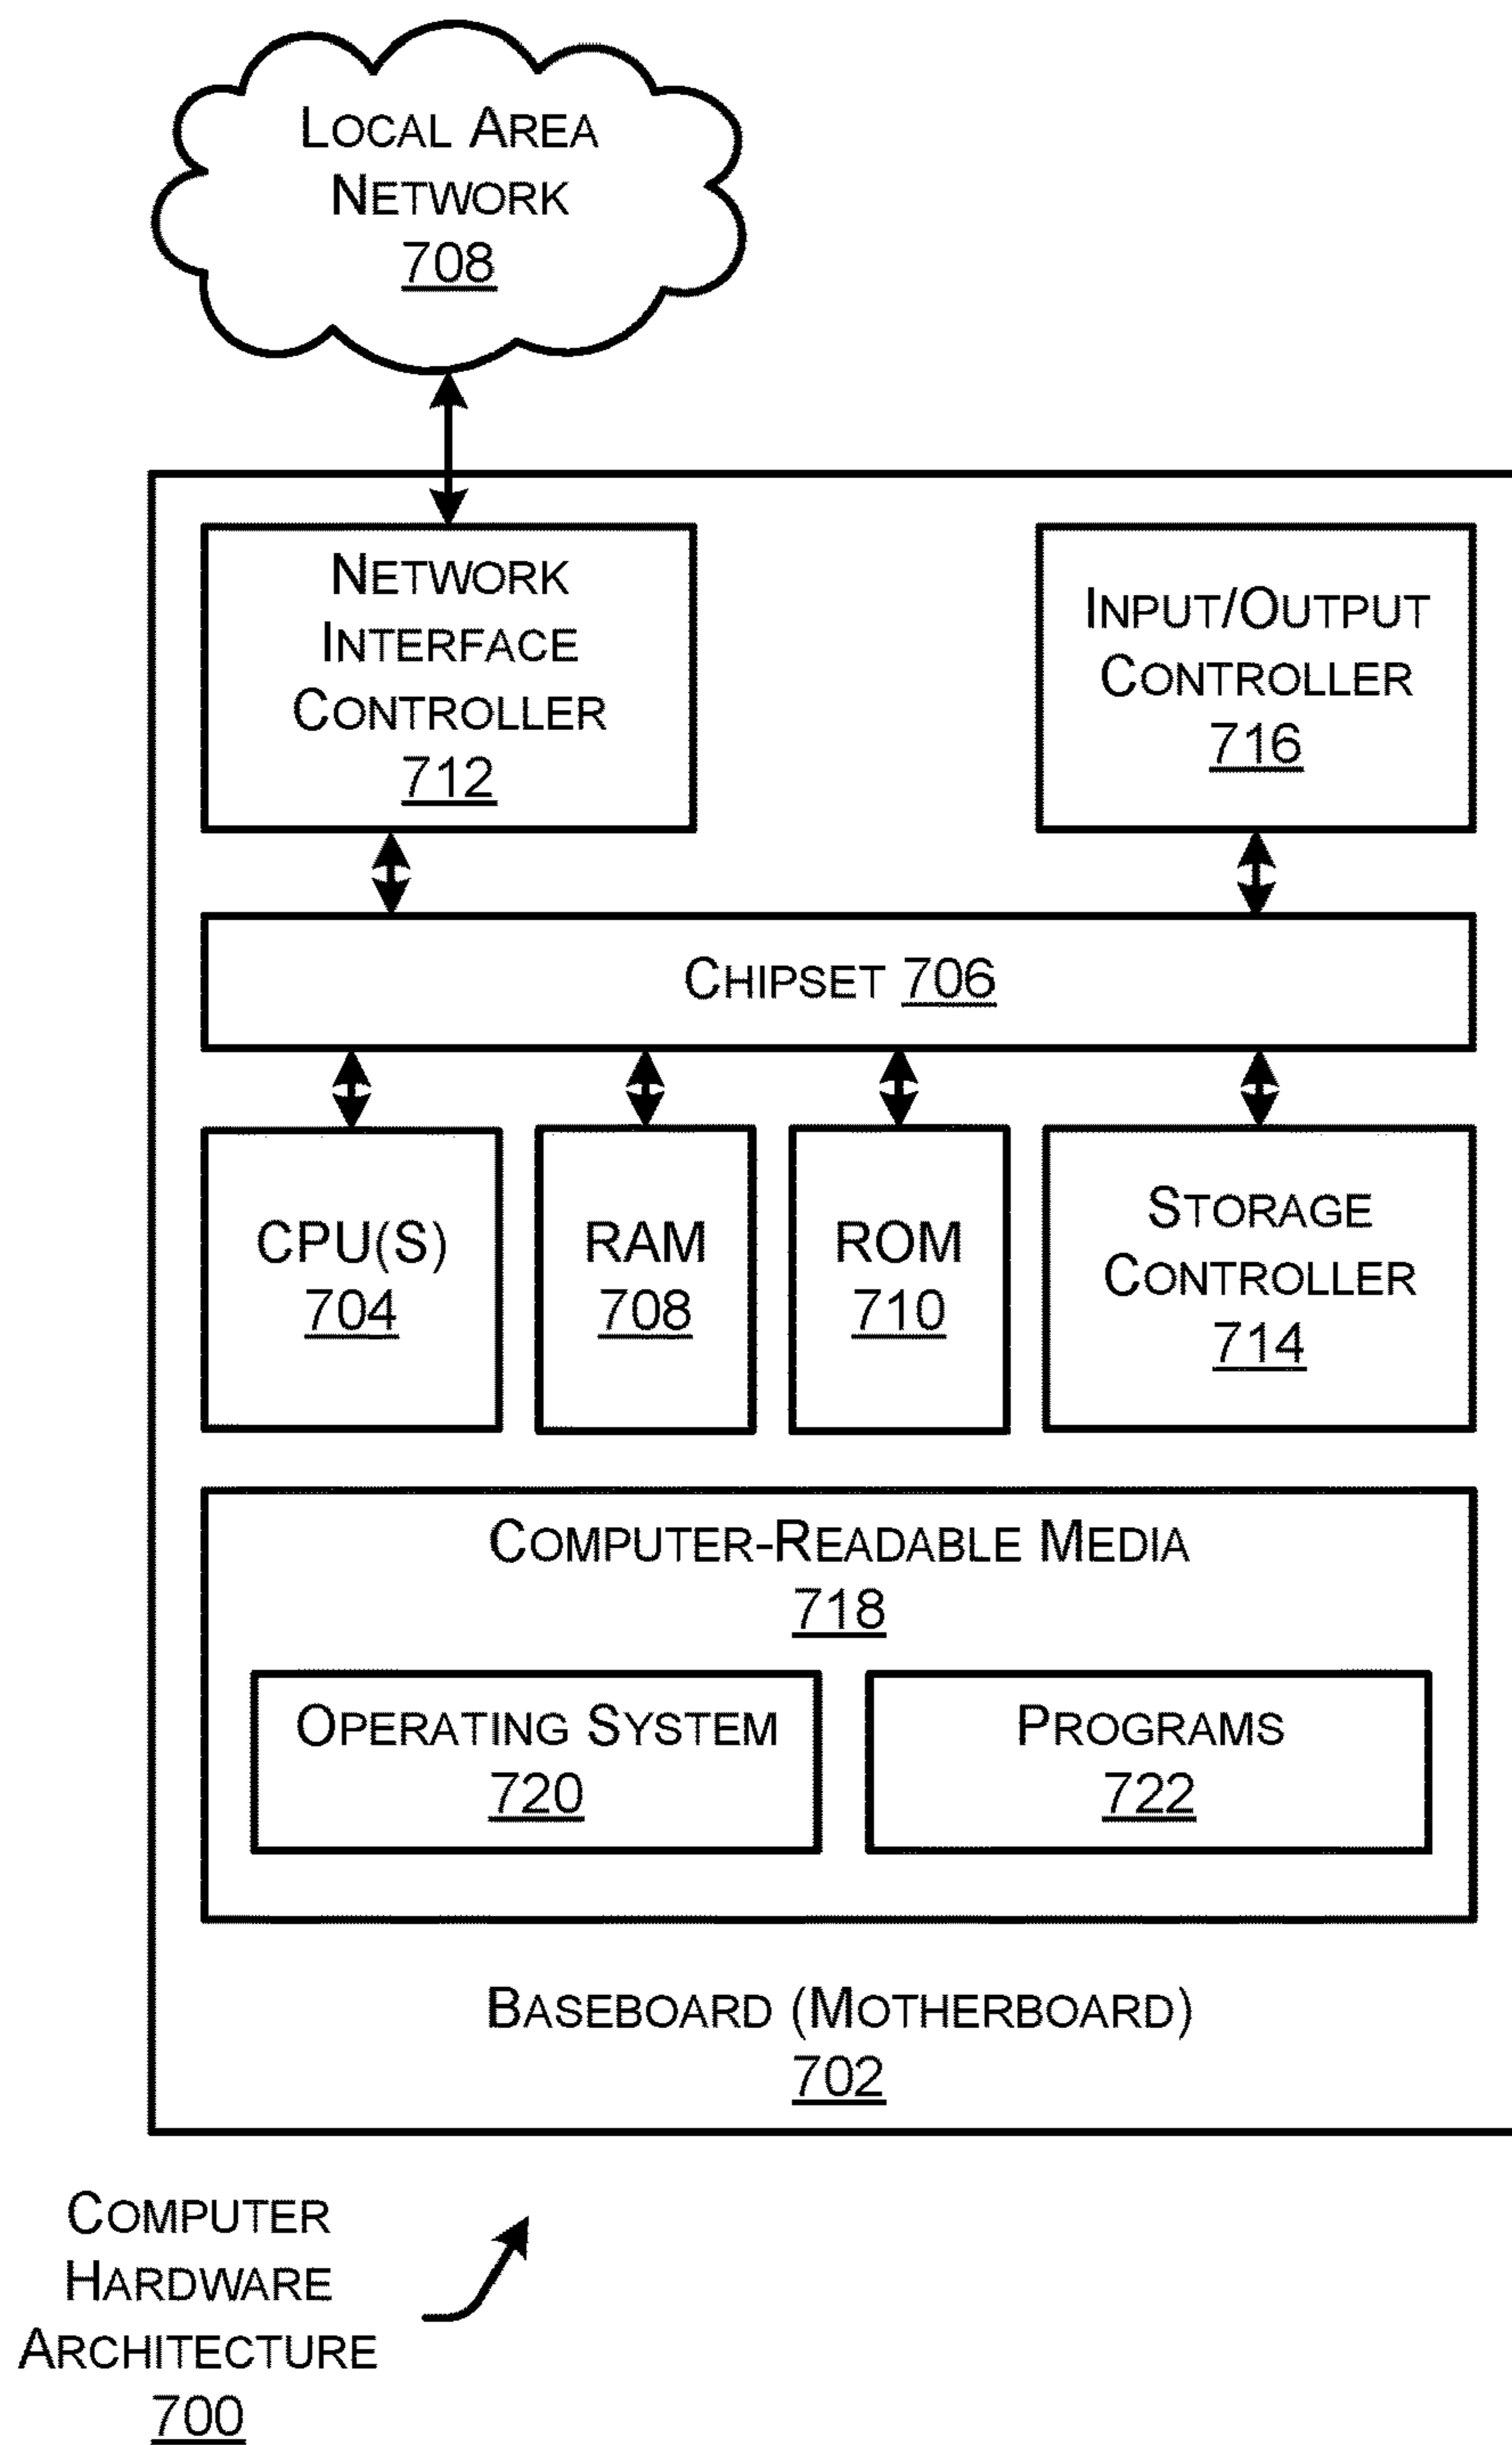 LOCAL AREA
NETWORK
708
NETWORK
INTERFACE
CONTROLLER
712
INPUT/OUTPUT
CONTROLLER
716
CHIPSET 706
CPU(S)
704
RAM
708
ROM
710
STORAGE
CONTROLLER
714
COMPUTER-READABLE MEDIA
718
OPERATING SYSTEM
720
PROGRAMS
722
BASEBOARD (MOTHERBOARD)
702
COMPUTER
HARDWARE
ARCHITECTURE
700